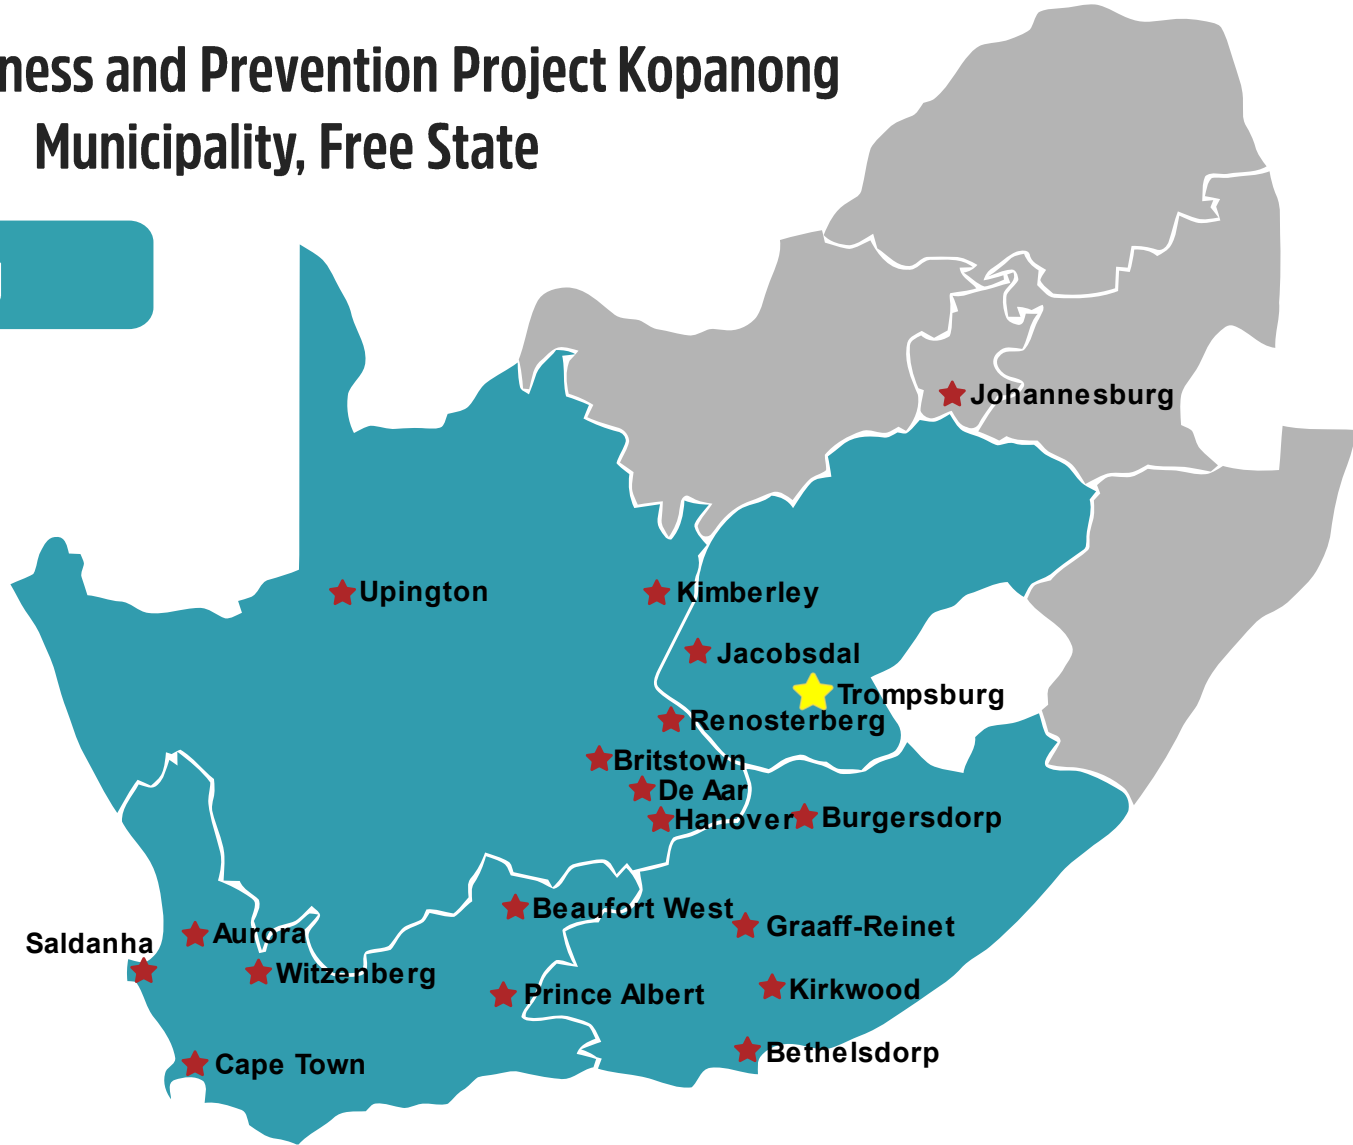 ness and Prevention Project Kopanong
Municipality, Free State
Johannesburg
Upington
Kimberley
Jacobsdal
Trompsburg
Renosterberg
Britstown
De Aar
Hanover
Burgersdorp
Beaufort West
Graaff-Reinet
Aurora
Saldanha
Witzenberg
Prince Albert
Kirkwood
Bethelsdorp
Cape Town